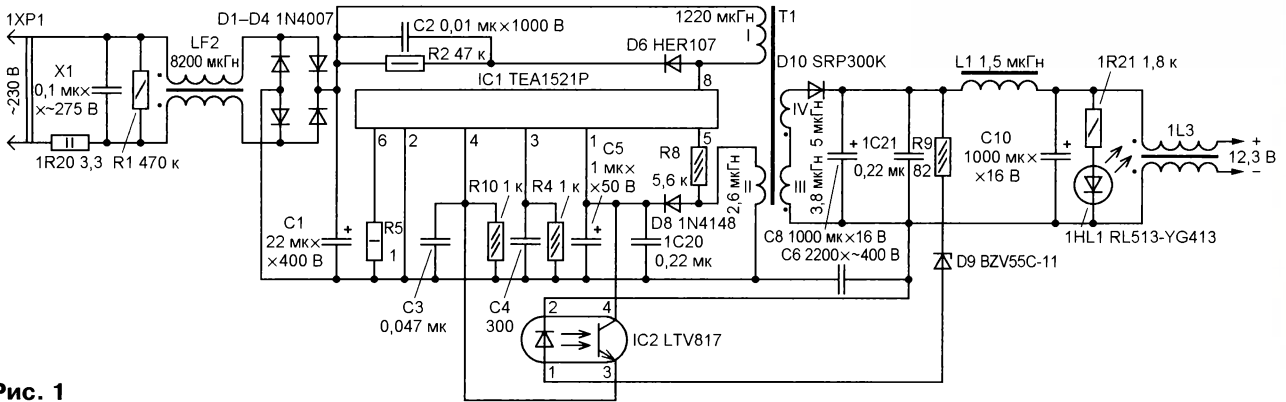 1XP1
~230 В
X1
0,1 мк×
×~275 В
1R20 3,3
R1 470 к
LF2
8200 мкГн
D1–D4 1N4007
C2 0,01 мк×1000 В
R2 47 к
IC1 TEA1521P
D6 HER107
1220 мкГн
I
T1
8
6
2
4
3
1
5
C1
22 мк×
×400 В
R5
1
C3
0,047 мк
R10 1 к
C4
300
R4 1 к
C5
1 мк×
×50 В
R8
5,6 к
D8 1N4148
1C20
0,22 мк
2,6 мкГн
II
D10 SRP300K
IV
5 мкГн
III
3,8 мкГн
C8 1000 мк×16 В
C6 2200×~400 В
1C21
0,22 мк
R9
82
L1 1,5 мкГн
C10
1000 мк×
×16 В
1R21 1,8 к
1L3
+
12,3 В
–
1HL1 RL513-YG413
D9 BZV55C-11
2
4
IC2 LTV817
1
3
Рис. 1